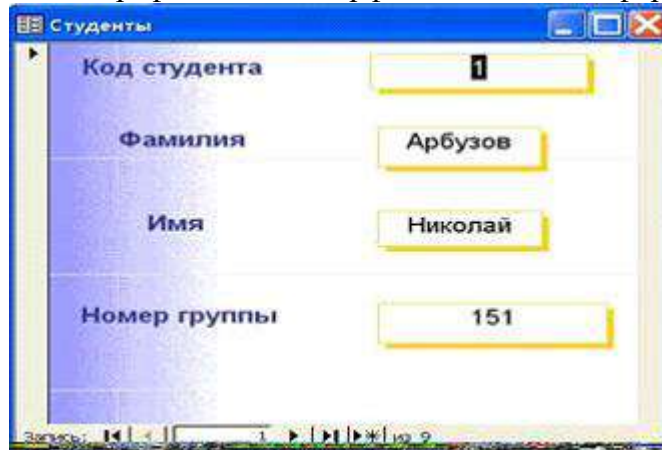 Студенты
Код студента 1
Фамилия Арбузов
Имя Николай
Номер группы 151
Запись: 1 из 9